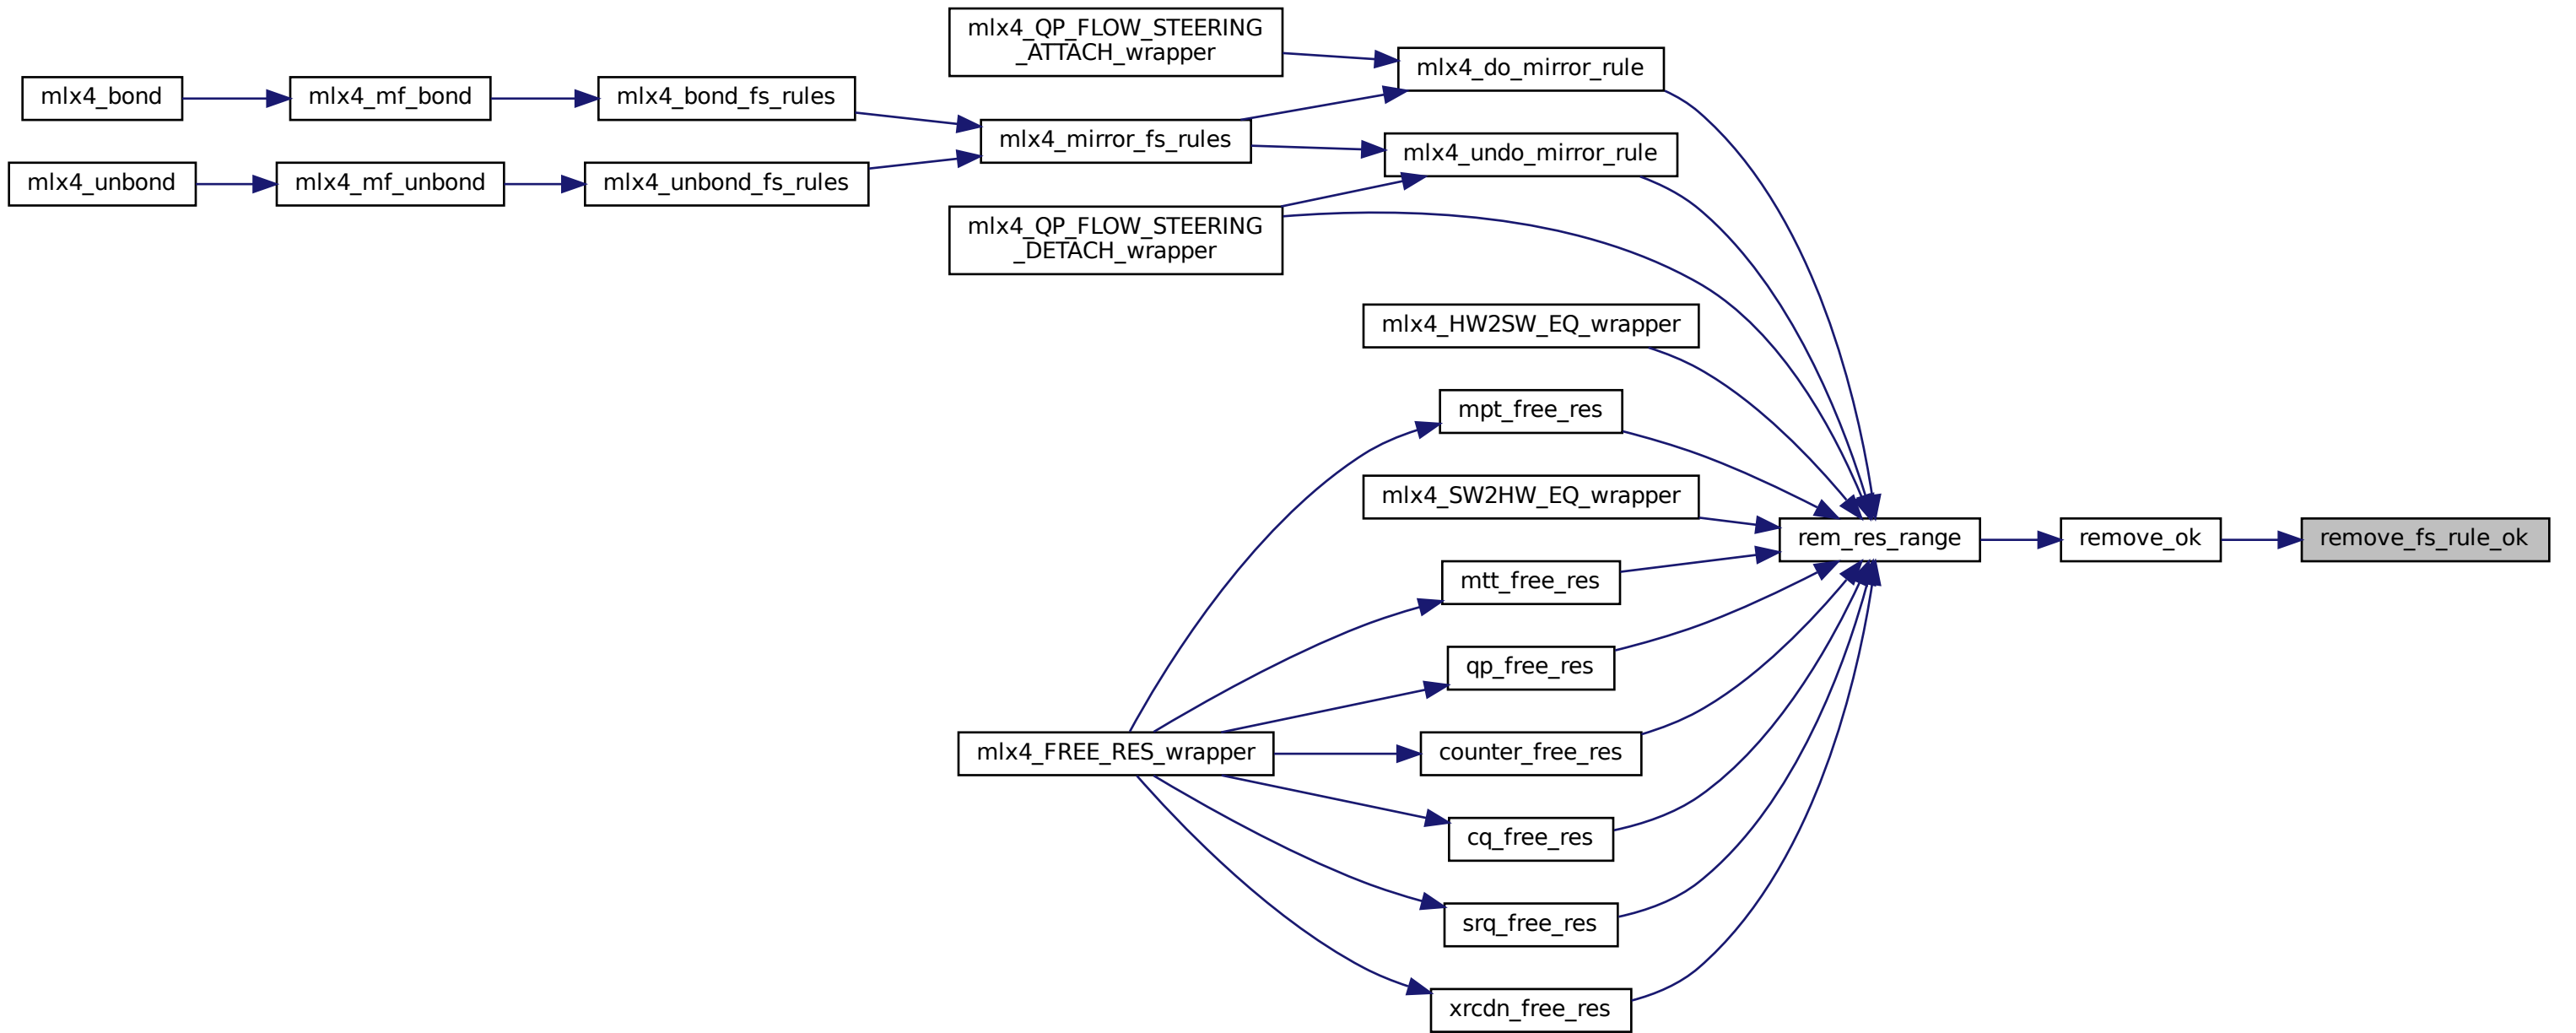 mlx4_QP_FLOW_STEERING
_ATTACH_wrapper
mlx4_do_mirror_rule
mlx4_bond
mlx4_mf_bond
mlx4_bond_fs_rules
mlx4_mirror_fs_rules
mlx4_undo_mirror_rule
mlx4_unbond
mlx4_mf_unbond
mlx4_unbond_fs_rules
mlx4_QP_FLOW_STEERING
_DETACH_wrapper
mlx4_HW2SW_EQ_wrapper
mpt_free_res
mlx4_SW2HW_EQ_wrapper
rem_res_range
remove_ok
remove_fs_rule_ok
mtt_free_res
qp_free_res
mlx4_FREE_RES_wrapper
counter_free_res
cq_free_res
srq_free_res
xrcdn_free_res